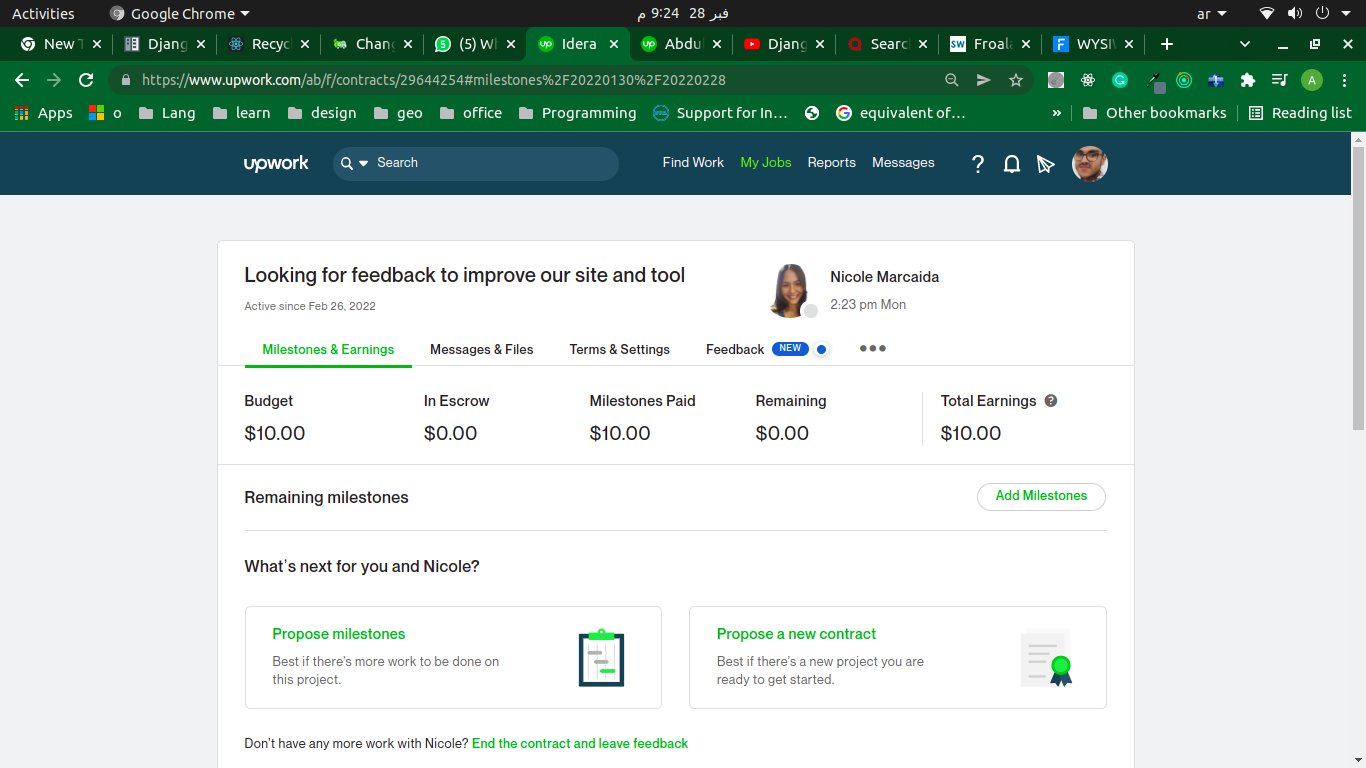 Activities
Google Chrome
9:24 م
28 فبر
ar
New T
Djang
Recyc
Chang
(5) Wh
Idera
Abdul
Djang
Searc
Froala
WYSIV
https://www.upwork.com/ab/f/contracts/29644254#milestones%2F20220130%2F20220228
A
Apps
o
Lang
learn
design
geo
office
Programming
Support for In...
equivalent of...
»
Other bookmarks
Reading list
upwork
Search
Find Work
My Jobs
Reports
Messages
?
Looking for feedback to improve our site and tool
Active since Feb 26, 2022
Nicole Marcaida
2:23 pm Mon
Milestones & Earnings
Messages & Files
Terms & Settings
Feedback
NEW
Budget
In Escrow
Milestones Paid
Remaining
Total Earnings ?
$10.00
$0.00
$10.00
$0.00
$10.00
Remaining milestones
Add Milestones
What's next for you and Nicole?
Propose milestones
Best if there's more work to be done on
this project.
Propose a new contract
Best if there's a new project you are
ready to get started.
Don't have any more work with Nicole? End the contract and leave feedback